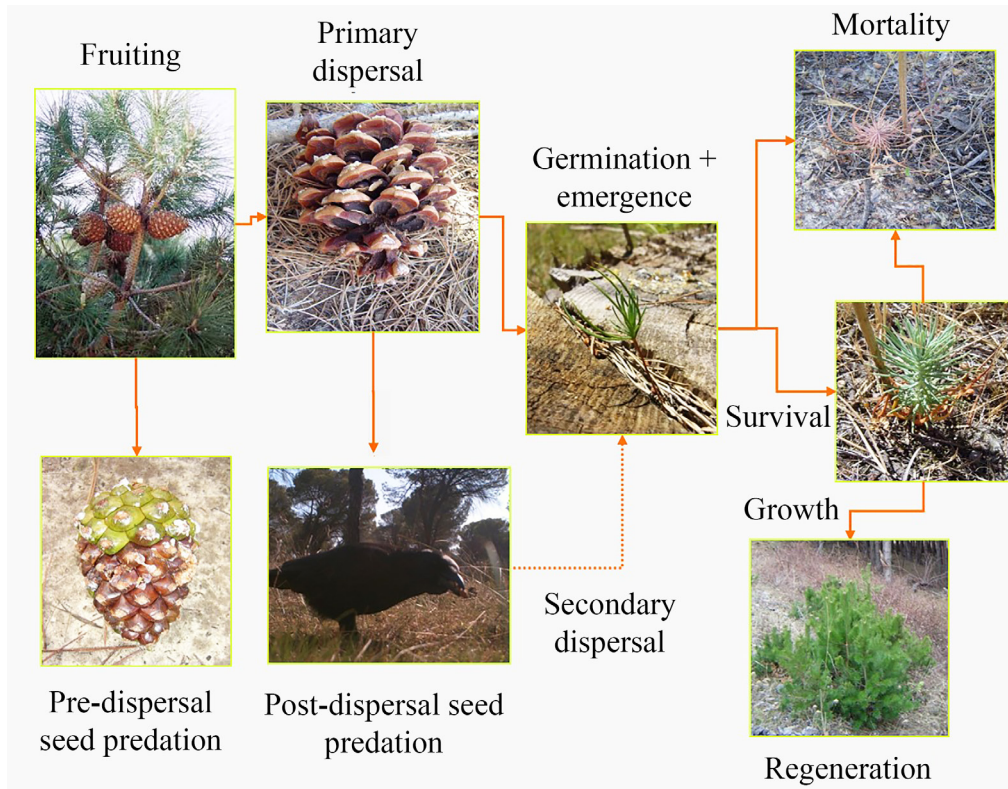 Fruiting
Primary
dispersal
Germination +
emergence
Mortality
Survival
Growth
Secondary
dispersal
Pre-dispersal
seed predation
Post-dispersal seed
predation
Regeneration